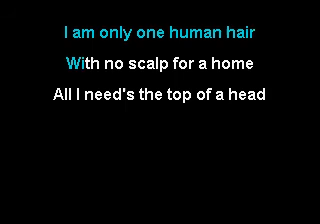 I am only one human hair
With no scalp for a home
All I need's the top of a head